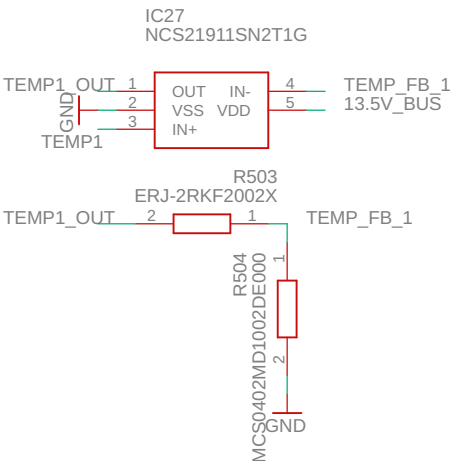 IC27
NCS21911SN2T1G
TEMP1_OUT 1 OUT IN- 4 TEMP_FB_1
GND 2 VSS VDD 5 13.5V_BUS
TEMP1 3 IN+
R503
ERJ-2RKF2002X
TEMP1_OUT 2 1 TEMP_FB_1
R504
MCS0402MD1002DE000
1
2
GND